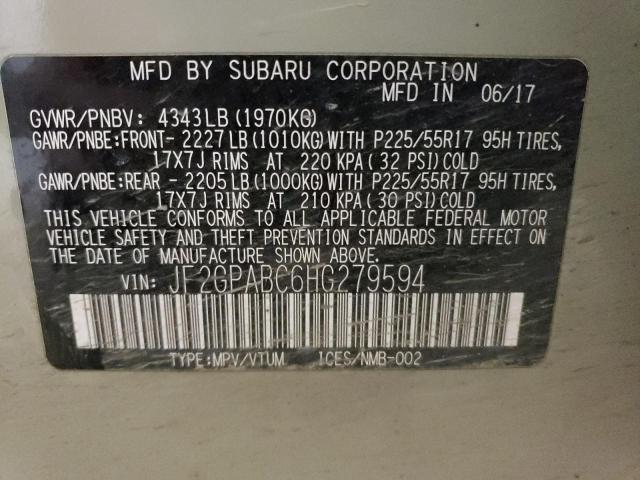 MFD BY SUBARU CORPORATION
MFD IN 06/17
GVWR/PNBV: 4343LB(1970KG)
GAWR/PNBE:FRONT-2227LB(1010KG)WITH P225/55R17 95H TIRES,
17X7J RIMS AT 220 KPA(32 PSI)COLD
GAWR/PNBE:REAR -2205LB(1000KG)WITH P225/55R17 95H TIRES,
17X7J RIMS AT 210 KPA(30 PSI)COLD
THIS VEHICLE CONFORMS TO ALL APPLICABLE FEDERAL MOTOR
VEHICLE SAFETY AND THEFT PREVENTION STANDARDS IN EFFECT
ON THE DATE OF MANUFACTURE SHOWN ABOVE.
VIN: JF2GPABC6HG279594
TYPE:MPV/VTUM ICES/NMB-002